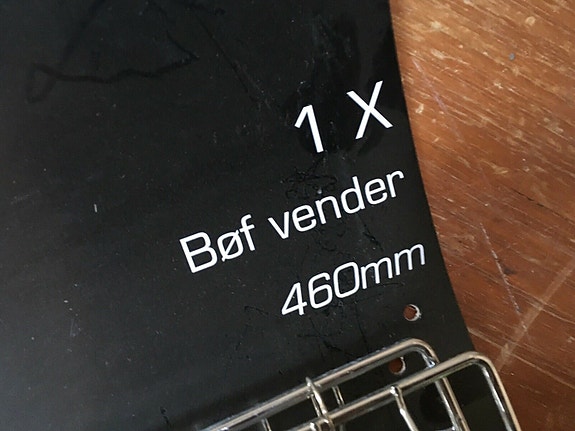 1 X
Bøf vender
460mm